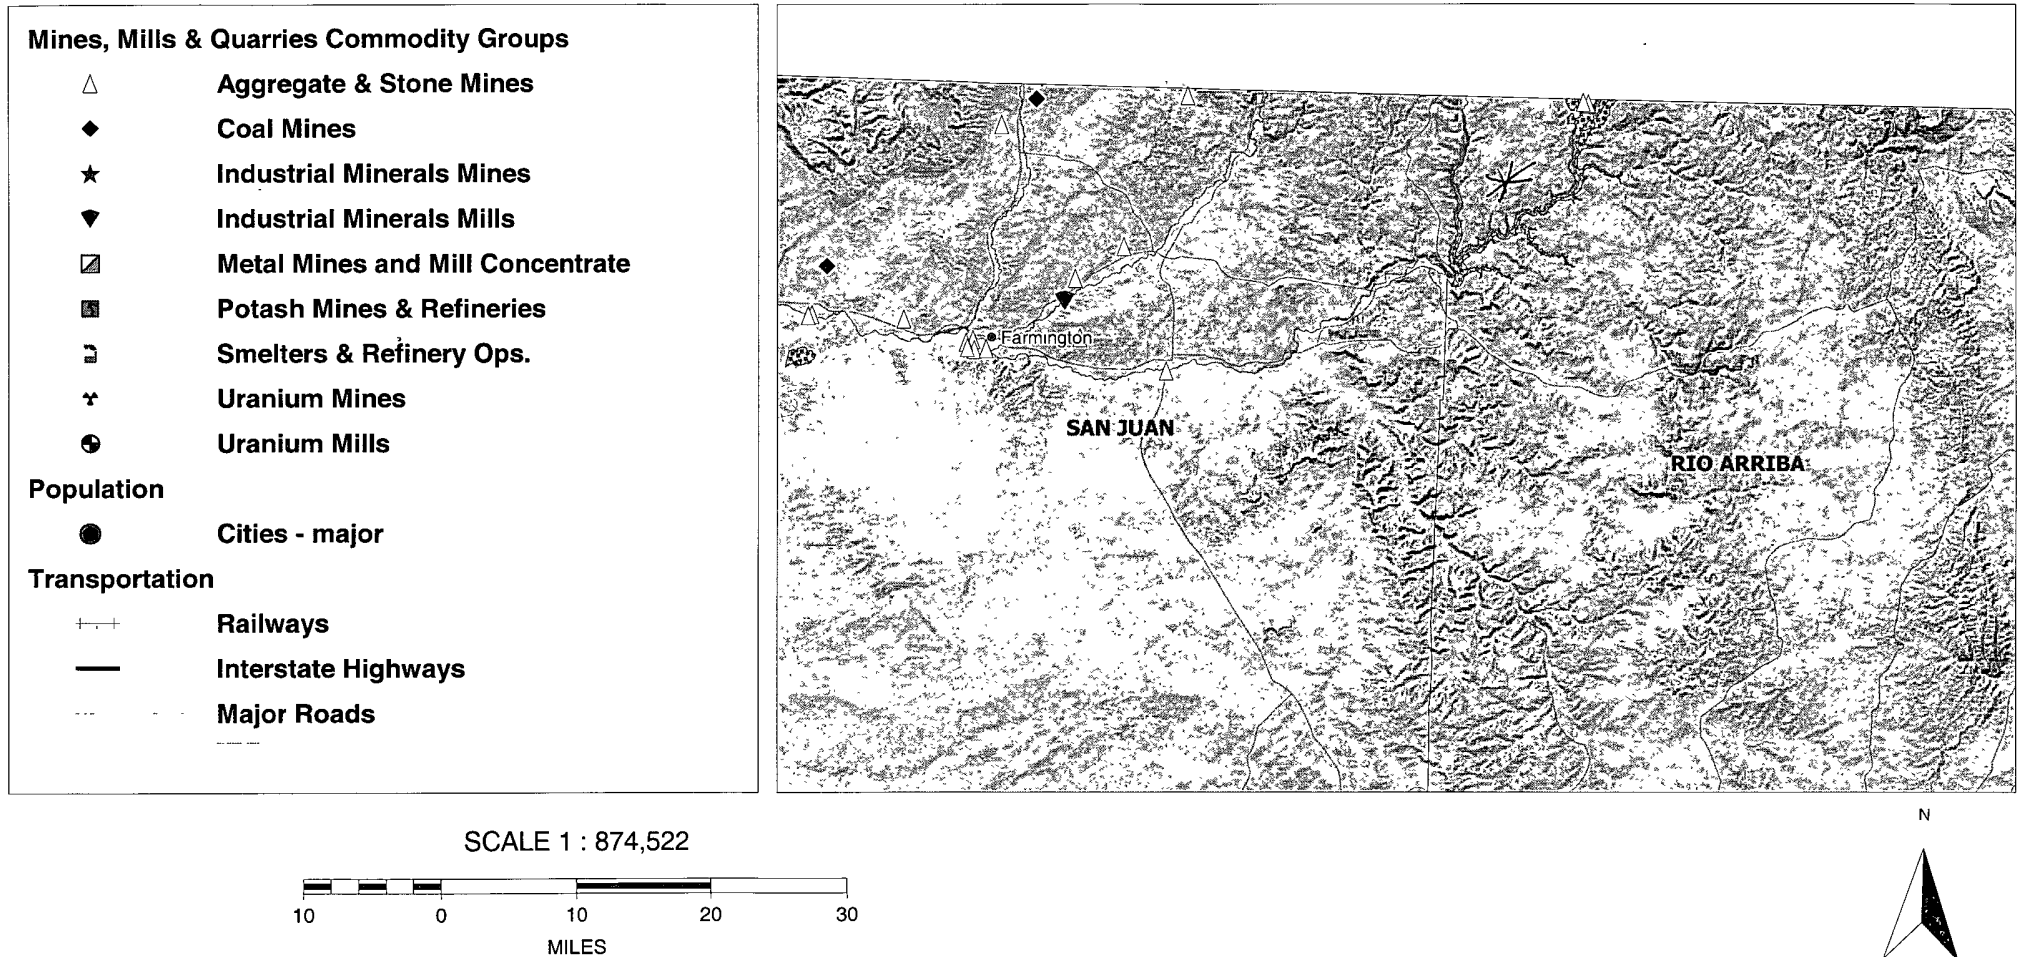 Mines, Mills & Quarries Commodity Groups
Aggregate & Stone Mines
Coal Mines
Industrial Minerals Mines
Industrial Minerals Mills
Metal Mines and Mill Concentrate
Potash Mines & Refineries
Smelters & Refinery Ops.
Uranium Mines
Uranium Mills
Population
Cities - major
Transportation
Railways
Interstate Highways
Major Roads
Farmington
SAN JUAN
RIO ARRIBA
SCALE 1 : 874,522
10 0 10 20 30
MILES
N